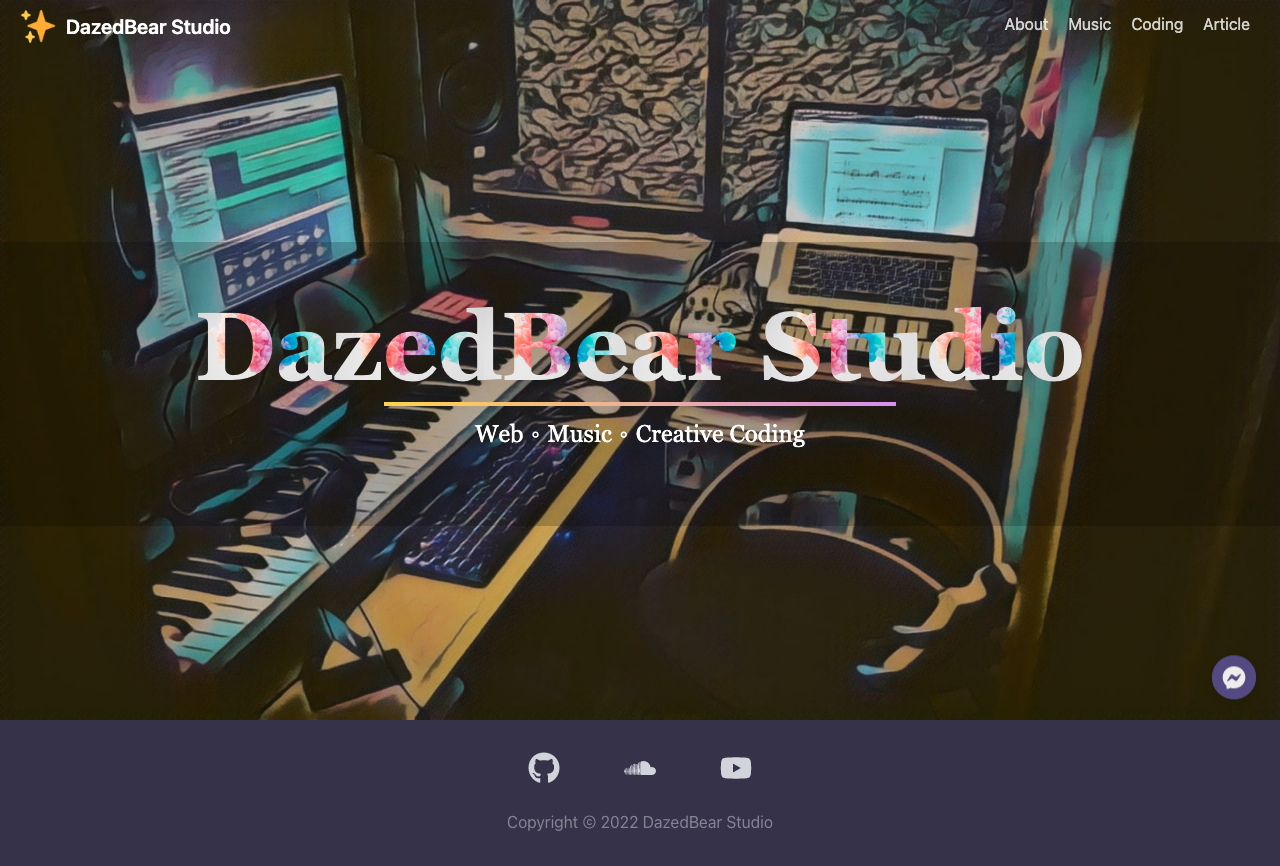 DazedBear Studio
About Music Coding Article
DazedBear Studio
Web ∘ Music ∘ Creative Coding
Copyright © 2022 DazedBear Studio